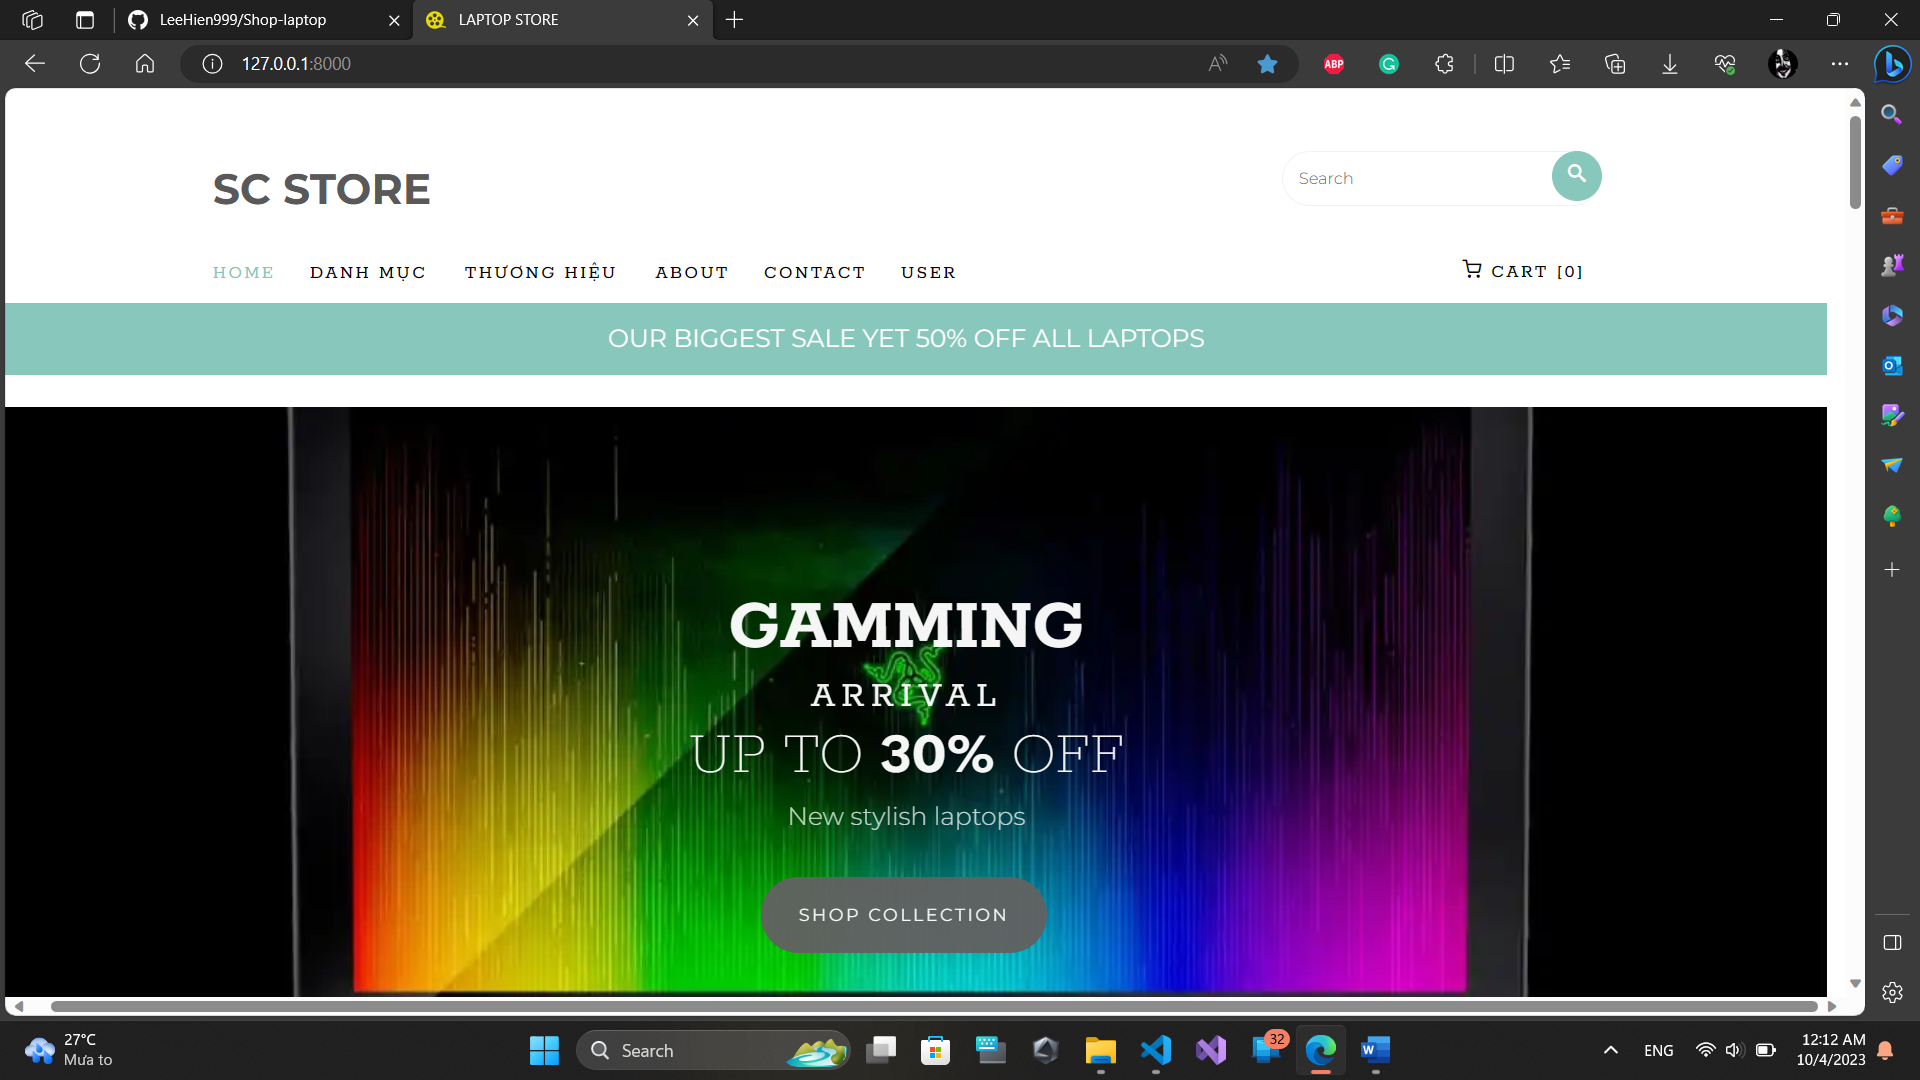 LeeHien999/Shop-laptop
LAPTOP STORE
127.0.0.1:8000
ABP
SC STORE
Search
HOME
DANH MỤC
THƯƠNG HIỆU
ABOUT
CONTACT
USER
CART [0]
OUR BIGGEST SALE YET 50% OFF ALL LAPTOPS
GAMMING
ARRIVAL
UP TO 30% OFF
New stylish laptops
SHOP COLLECTION
27°C
Mưa to
Search
32
ENG
12:12 AM
10/4/2023